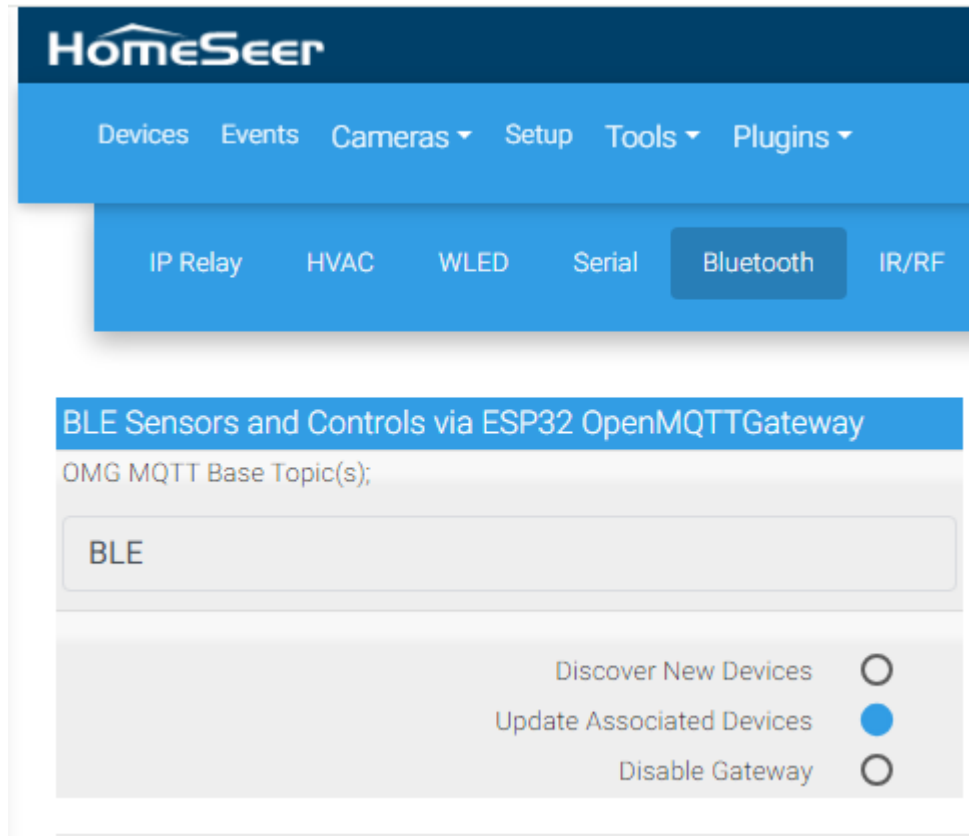 HomeSeer
Devices Events Cameras Setup Tools Plugins
IP Relay HVAC WLED Serial Bluetooth IR/RF
BLE Sensors and Controls via ESP32 OpenMQTTGateway
OMG MQTT Base Topic(s);
BLE
Discover New Devices
Update Associated Devices
Disable Gateway